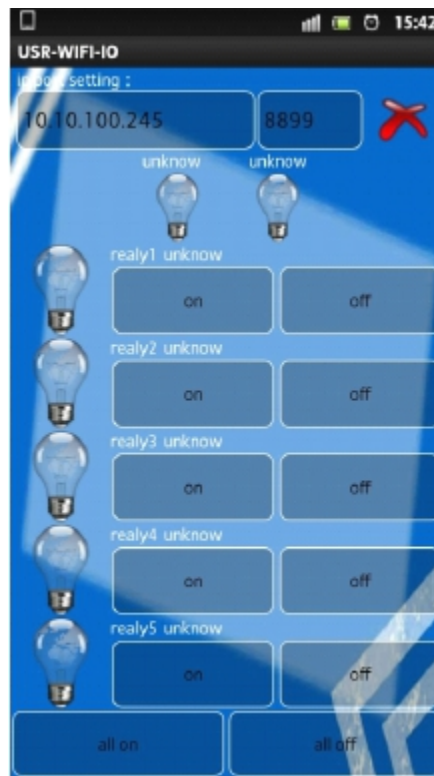 15:42
USR-WIFI-IO
import setting :
10.10.100.245 8899
unknow unknow
realy1 unknow
on off
realy2 unknow
on off
realy3 unknow
on off
realy4 unknow
on off
realy5 unknow
on off
all on all off